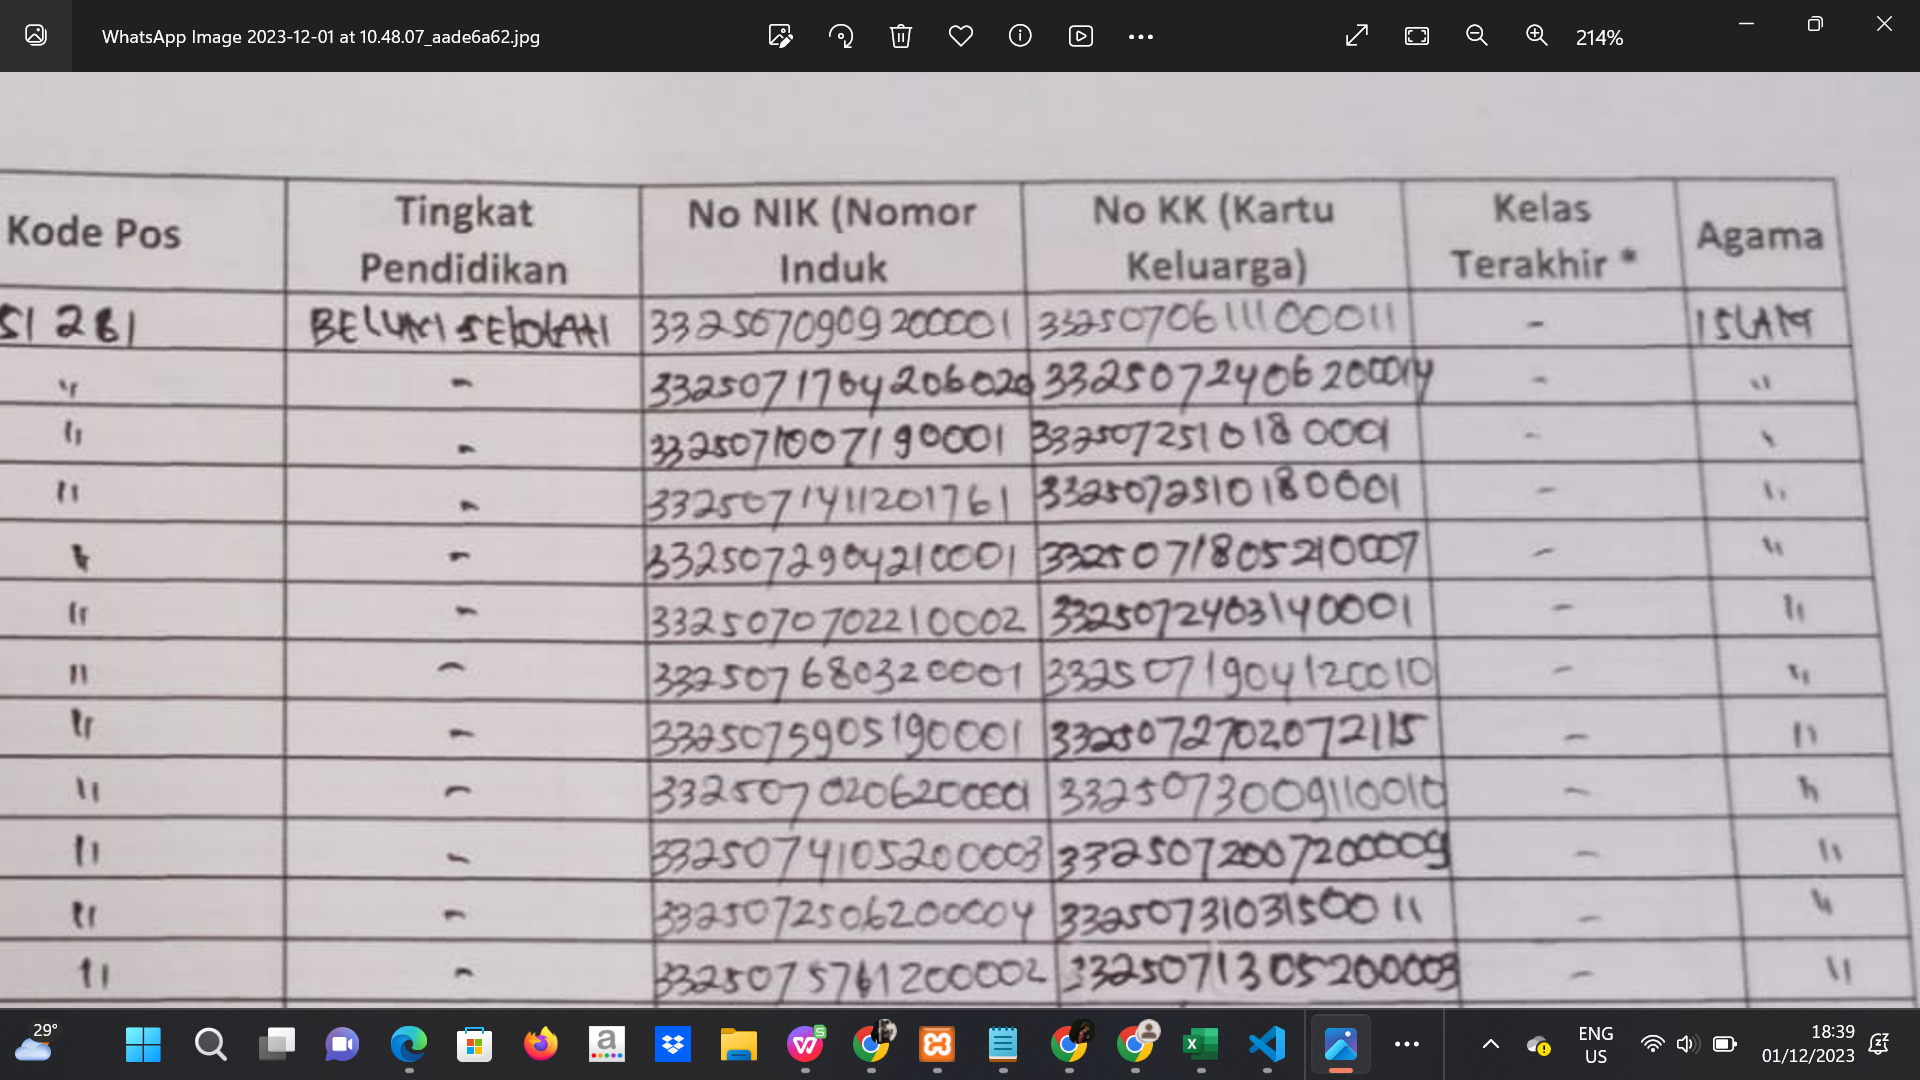 WhatsApp Image 2023-12-01 at 10.48.07_aade6a62.jpg
214%
Kode Pos Tingkat Pendidikan No NIK (Nomor Induk No KK (Kartu Keluarga) Kelas Terakhir * Agama
51281 BELUM SEKOLAH 3325070909200001 3325070611100011 - ISLAM
" - 3325071704206020 3325072406200014 - "
" - 3325071007190001 3325072510180001 - "
" - 3325071411201761 3325072510180001 - "
" - 3325072904210001 3325071805210007 - "
" - 3325070702210002 3325072403140001 - "
" - 332507680320001 3325071904120010 - "
" - 3325075905190001 3325072702072115 - "
" - 3325070206200001 3325073009110010 - "
" - 3325074105200003 3325072007200009 - "
" - 3325072506200004 3325073103150011 - "
" - 3325075761200002 3325071305200003 - "
29°
ENG
US
18:39
01/12/2023